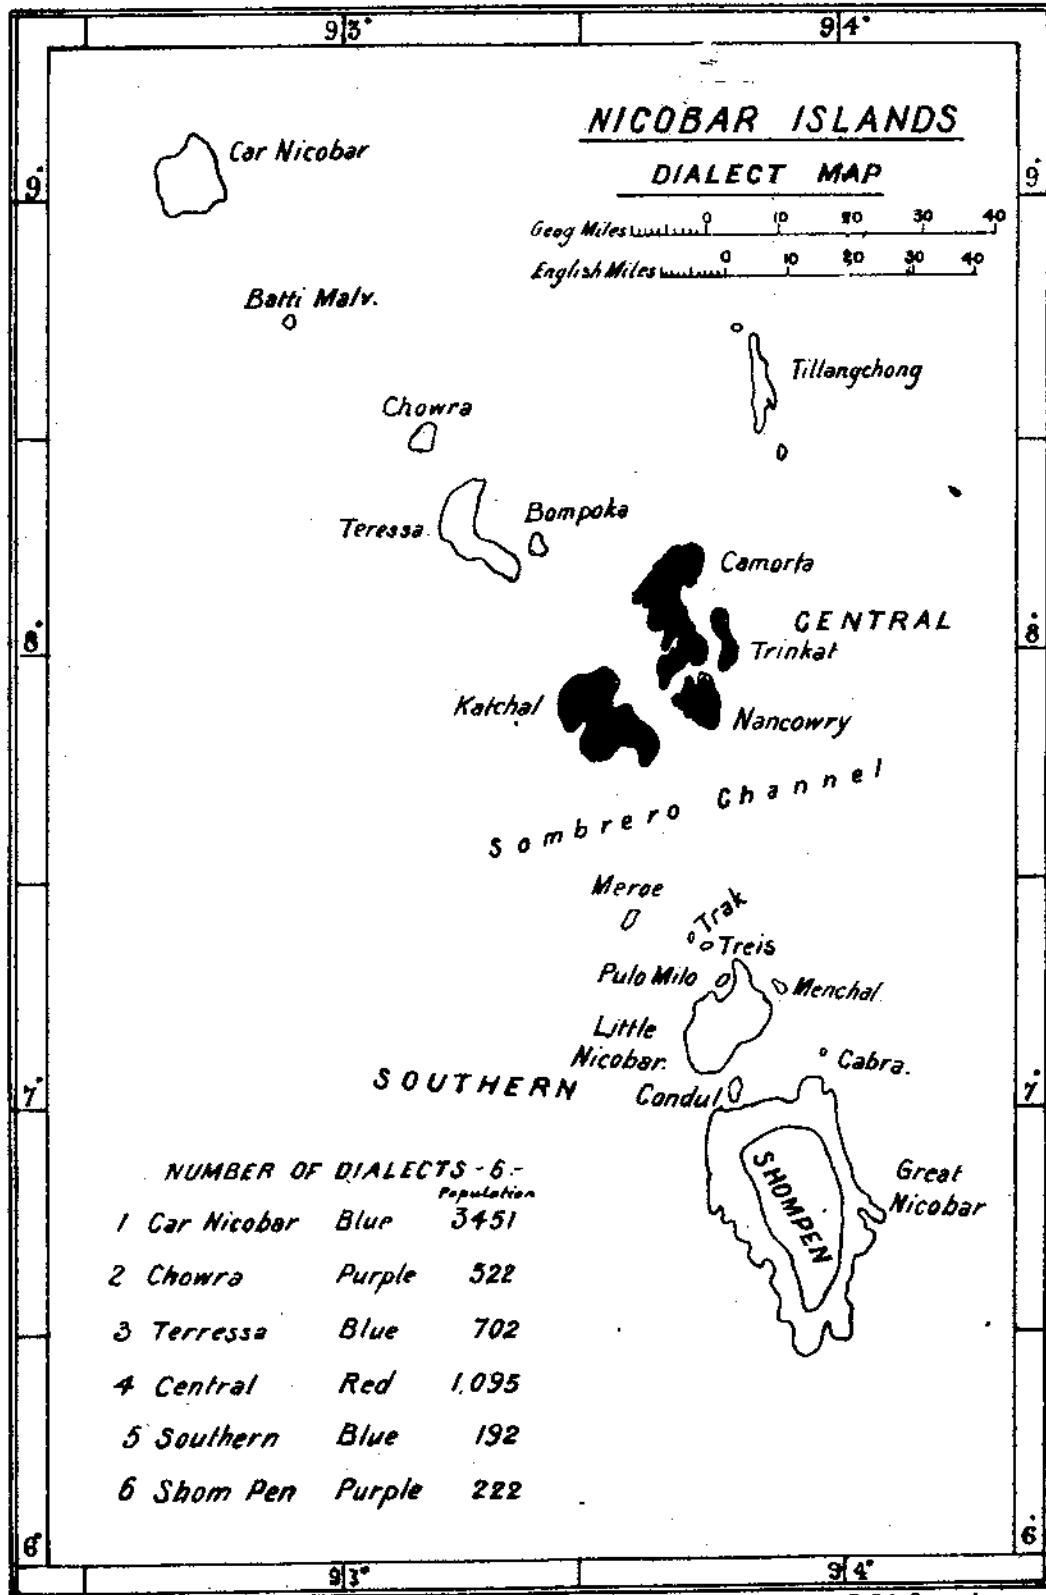 93° 94°
NICOBAR ISLANDS
DIALECT MAP
Geog Miles 0 10 20 30 40
English Miles 0 10 20 30 40
Car Nicobar
9° 9°
Batti Malv.
Tillangchong
Chowra
Bompoka
Teressa
Camorta
CENTRAL
8° 8°
Trinkat
Katchal
Nancowry
Sombrero Channel
Meroe
Trak
Treis
Pulo Milo
Menchal
Little
Nicobar.
Cabra.
SOUTHERN
Condul
7° 7°
Great
Nicobar
SHOMPEN
NUMBER OF DIALECTS - 6 :-
Population
1 Car Nicobar Blue 3451
2 Chowra Purple 522
3 Terressa Blue 702
4 Central Red 1,095
5 Southern Blue 192
6 Shom Pen Purple 222
6° 6°
93° 94°